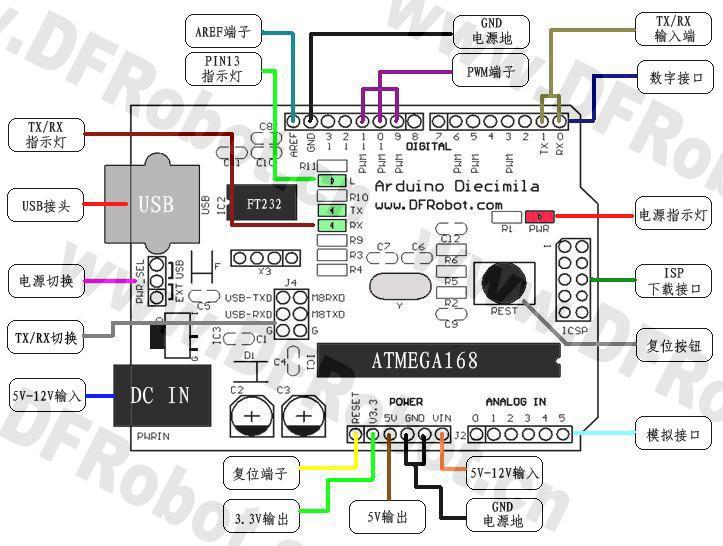 AREF端子
GND
电源地
TX/RX
输入端
PIN13
指示灯
PWM端子
数字接口
TX/RX
指示灯
USB接头
电源切换
TX/RX切换
5V-12V输入
电源指示灯
ISP
下载接口
复位按钮
模拟接口
复位端子
3.3V输出
5V输出
GND
电源地
5V-12V输入
AREF
GND
13
12
11
10
9
8
7
6
5
4
3
2
1
0
PWM
PWM
PWM
PWM
PWM
PWM
TX
RX
DIGITAL
C8
C11
C10
R11
L
R10
TX
RX
R9
R3
R4
Arduino Diecimila
www.DFRobot.com
USB
USB
IC2
FT232
R1
PWR
C12
C7
C6
R6
R5
R2
C9
Y
REST
1
ICSP
PWR_SEL
EXT
USB
F
C5
X3
J4
USB-TXD
M8RXD
USB-RXD
M8TXD
G
G
IC3
G
C1
D1
C4
IC1
ATMEGA168
DC IN
PWRIN
C2
C3
RESET
V3.3
5V
GND
VIN
POWER
J2
ANALOG IN
0
1
2
3
4
5
www.DFRobot.cn